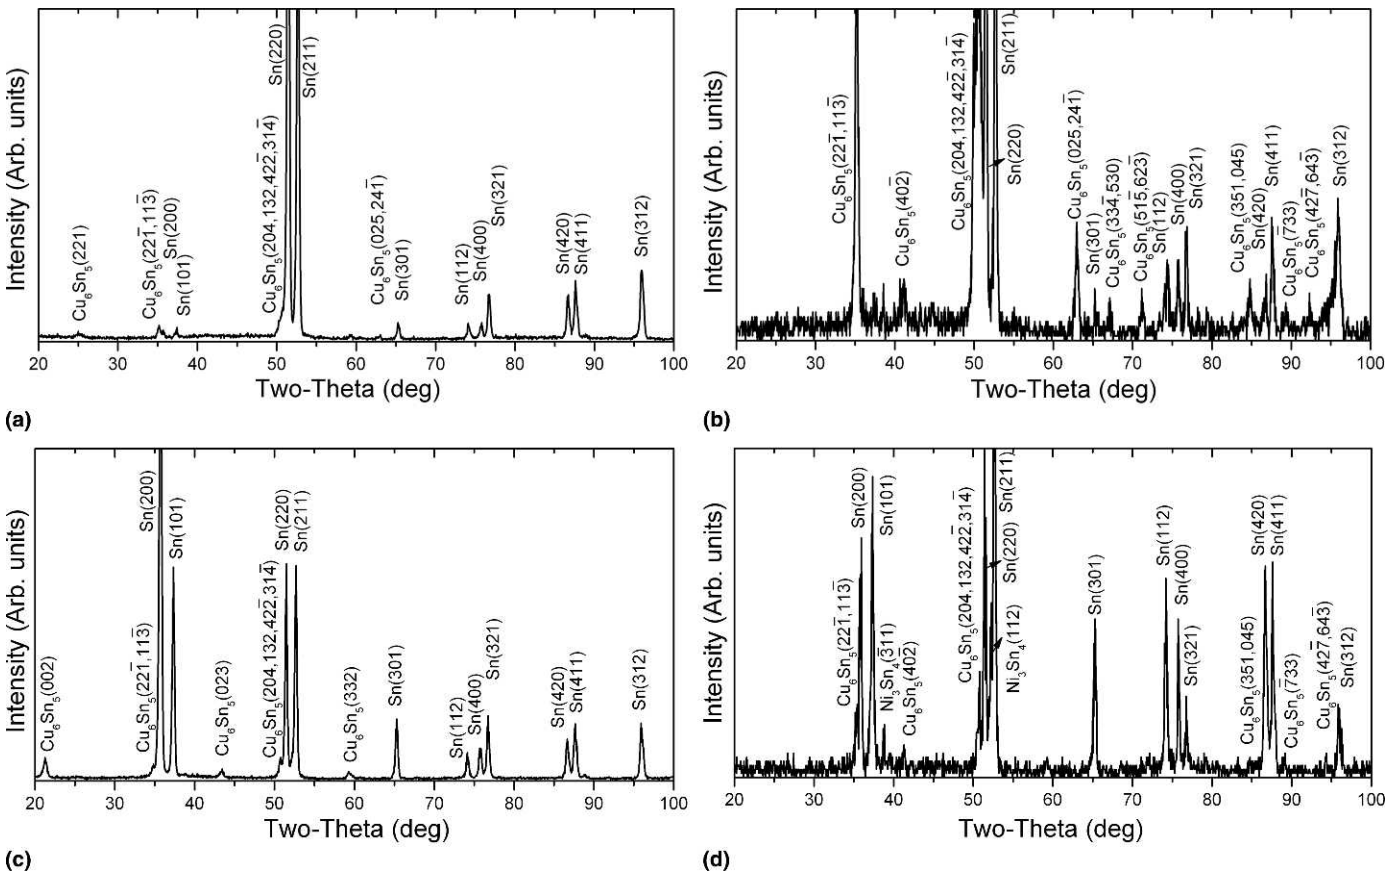 Intensity (Arb. units)
Cu₆Sn₅(221)
Cu₆Sn₅(221̅,113̅)
Sn(200)
Sn(101)
Cu₆Sn₅(204,132,422̅,314̅)
Sn(220)
Sn(211)
Cu₆Sn₅(025,241̅)
Sn(301)
Sn(112)
Sn(400)
Sn(321)
Sn(420)
Sn(411)
Sn(312)
20 30 40 50 60 70 80 90 100
Two-Theta (deg)
(a)
Intensity (Arb. units)
Cu₆Sn₅(221̅,113̅)
Cu₆Sn₅(402̅)
Cu₆Sn₅(204,132,422̅,314̅)
Sn(211)
Sn(220)
Cu₆Sn₅(025,241̅)
Sn(301)
Cu₆Sn₅(334̅,530)
Cu₆Sn₅(515̅,623̅)
Sn(112)
Sn(400)
Sn(321)
Cu₆Sn₅(351,045)
Sn(420)
Sn(411)
Cu₆Sn₅(7̅33)
Cu₆Sn₅(427̅,643̅)
Sn(312)
20 30 40 50 60 70 80 90 100
Two-Theta (deg)
(b)
Intensity (Arb. units)
Cu₆Sn₅(002)
Cu₆Sn₅(221̅,113̅)
Sn(200)
Sn(101)
Cu₆Sn₅(023)
Cu₆Sn₅(204,132,422̅,314̅)
Sn(220)
Sn(211)
Cu₆Sn₅(332)
Sn(301)
Sn(112)
Sn(400)
Sn(321)
Sn(420)
Sn(411)
Sn(312)
20 30 40 50 60 70 80 90 100
Two-Theta (deg)
(c)
Intensity (Arb. units)
Cu₆Sn₅(221̅,113̅)
Sn(200)
Sn(101)
Ni₃Sn₄(3̅11)
Cu₆Sn₅(402̅)
Cu₆Sn₅(204,132,422̅,314̅)
Sn(211)
Sn(220)
Ni₃Sn₄(112)
Sn(301)
Sn(112)
Sn(400)
Sn(321)
Cu₆Sn₅(351,045)
Sn(420)
Sn(411)
Cu₆Sn₅(7̅33)
Cu₆Sn₅(427̅,643̅)
Sn(312)
20 30 40 50 60 70 80 90 100
Two-Theta (deg)
(d)